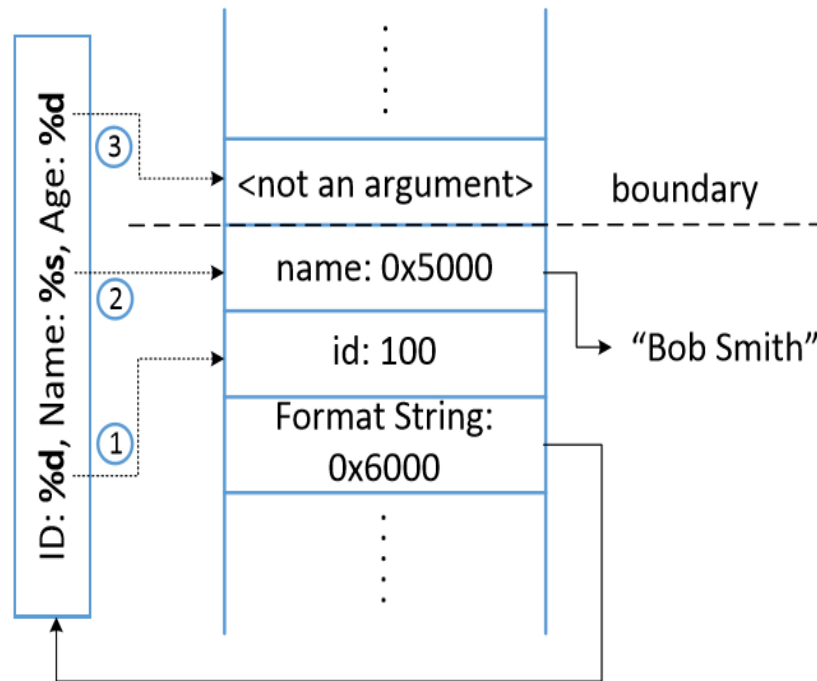 ID: %d, Name: %s, Age: %d
3
<not an argument>
boundary
2
name: 0x5000
"Bob Smith"
id: 100
1
Format String:
0x6000